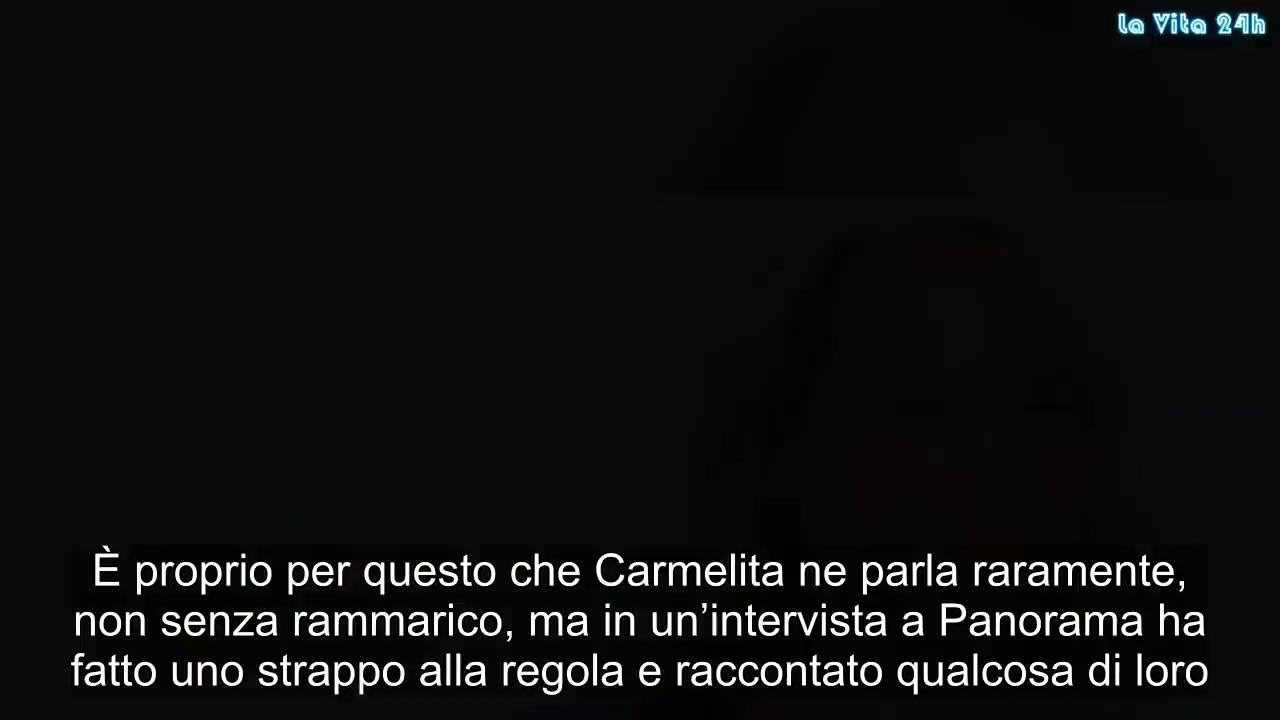 la Vita 24h
È proprio per questo che Carmelita ne parla raramente,
non senza rammarico, ma in un’intervista a Panorama ha
fatto uno strappo alla regola e raccontato qualcosa di loro